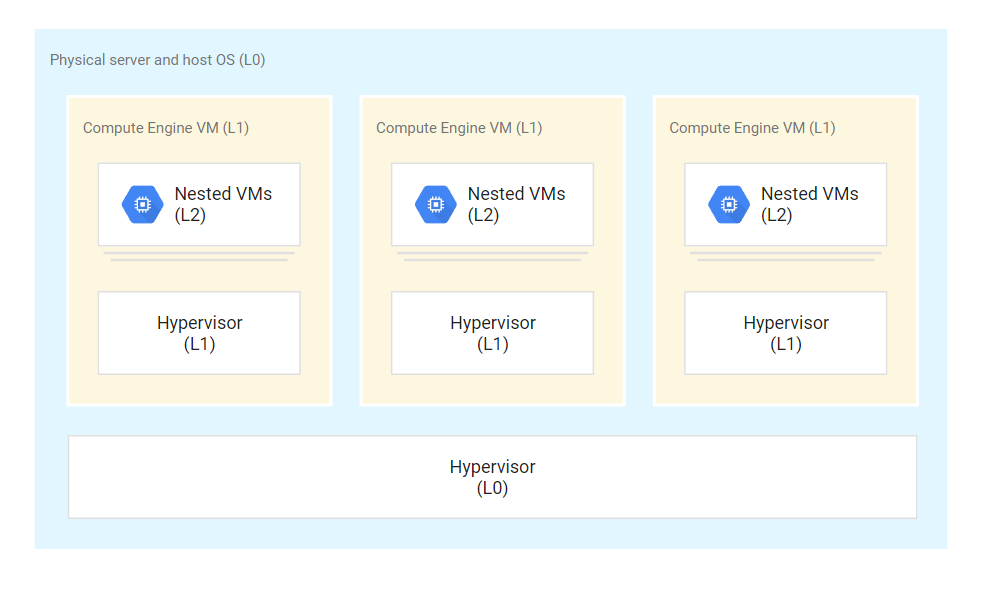 Physical server and host OS (L0)
Compute Engine VM (L1)
Nested VMs
(L2)
Hypervisor
(L1)
Compute Engine VM (L1)
Nested VMs
(L2)
Hypervisor
(L1)
Compute Engine VM (L1)
Nested VMs
(L2)
Hypervisor
(L1)
Hypervisor
(L0)